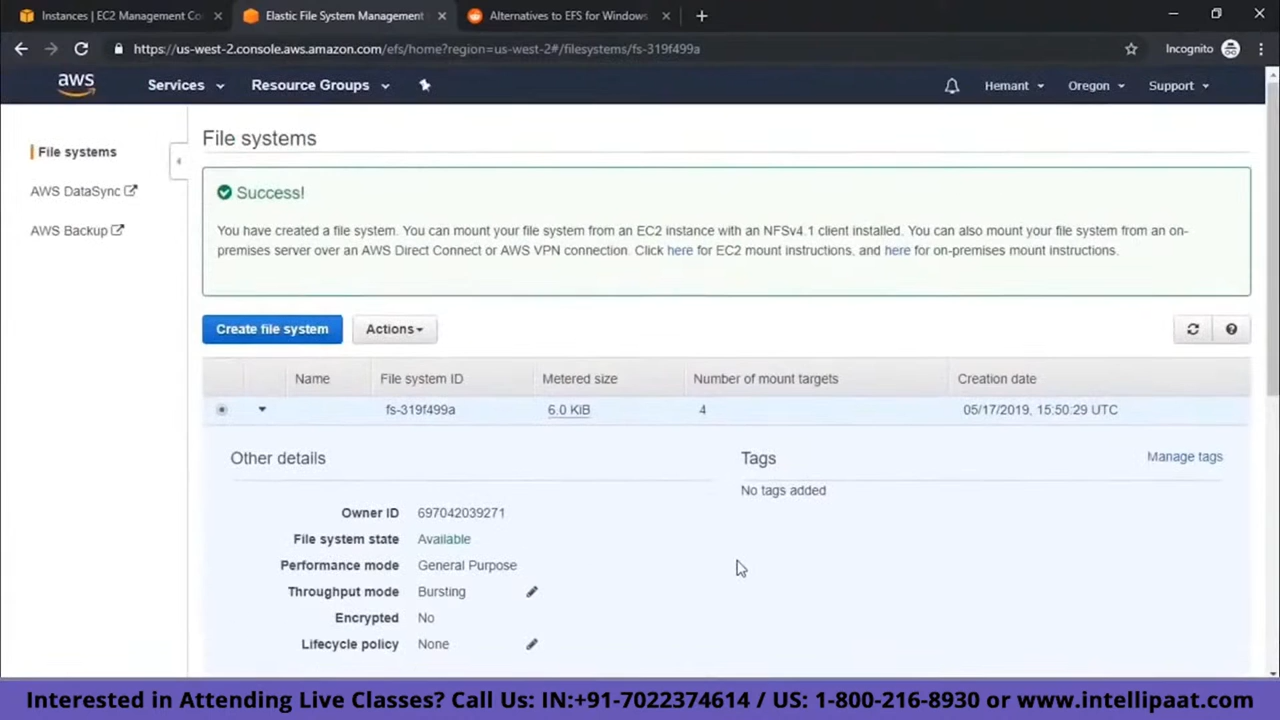 Instances | EC2 Management Co
Elastic File System Management
Alternatives to EFS for Windows
https://us-west-2.console.aws.amazon.com/efs/home?region=us-west-2#/filesystems/fs-319f499a
Incognito
aws
Services
Resource Groups
Hemant
Oregon
Support
File systems
AWS DataSync
AWS Backup
File systems
Success!
You have created a file system. You can mount your file system from an EC2 instance with an NFSv4.1 client installed. You can also mount your file system from an on-
premises server over an AWS Direct Connect or AWS VPN connection. Click here for EC2 mount instructions, and here for on-premises mount instructions.
Create file system
Actions
Name
File system ID
Metered size
Number of mount targets
Creation date
fs-319f499a
6.0 KiB
4
05/17/2019, 15:50:29 UTC
Other details
Owner ID 697042039271
File system state Available
Performance mode General Purpose
Throughput mode Bursting
Encrypted No
Lifecycle policy None
Tags
Manage tags
No tags added
Interested in Attending Live Classes? Call Us: IN:+91-7022374614 / US: 1-800-216-8930 or www.intellipaat.com